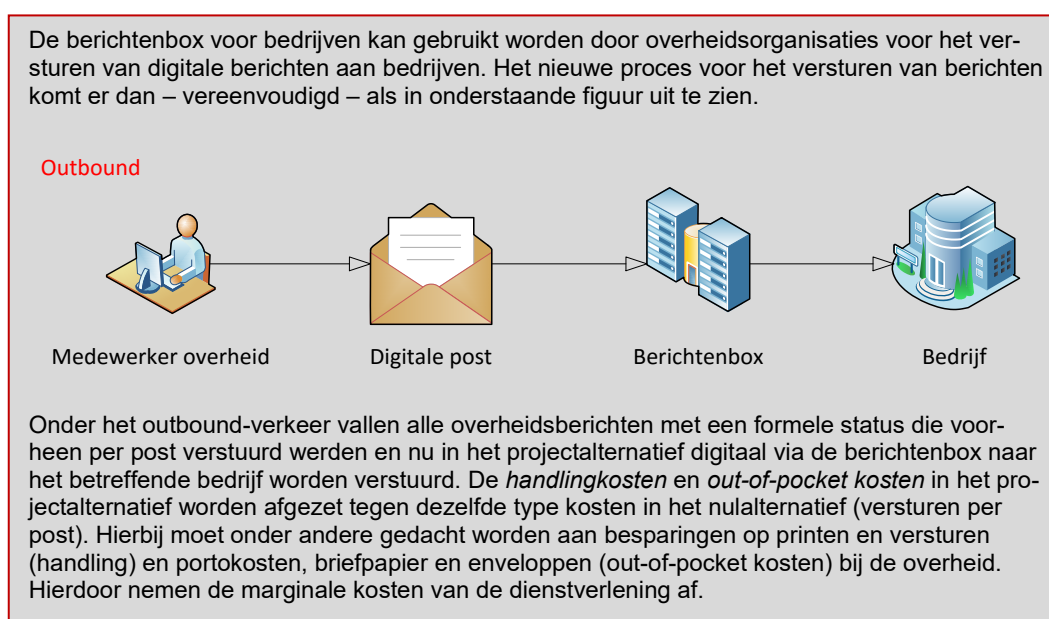 De berichtenbox voor bedrijven kan gebruikt worden door overheidsorganisaties voor het ver-
sturen van digitale berichten aan bedrijven. Het nieuwe proces voor het versturen van berichten
komt er dan – vereenvoudigd – als in onderstaande figuur uit te zien.
Outbound
Medewerker overheid Digitale post Berichtenbox Bedrijf
Onder het outbound-verkeer vallen alle overheidsberichten met een formele status die voor-
heen per post verstuurd werden en nu in het projectalternatief digitaal via de berichtenbox naar
het betreffende bedrijf worden verstuurd. De handlingkosten en out-of-pocket kosten in het pro-
jectalternatief worden afgezet tegen dezelfde type kosten in het nulalternatief (versturen per
post). Hierbij moet onder andere gedacht worden aan besparingen op printen en versturen
(handling) en portokosten, briefpapier en enveloppen (out-of-pocket kosten) bij de overheid.
Hierdoor nemen de marginale kosten van de dienstverlening af.